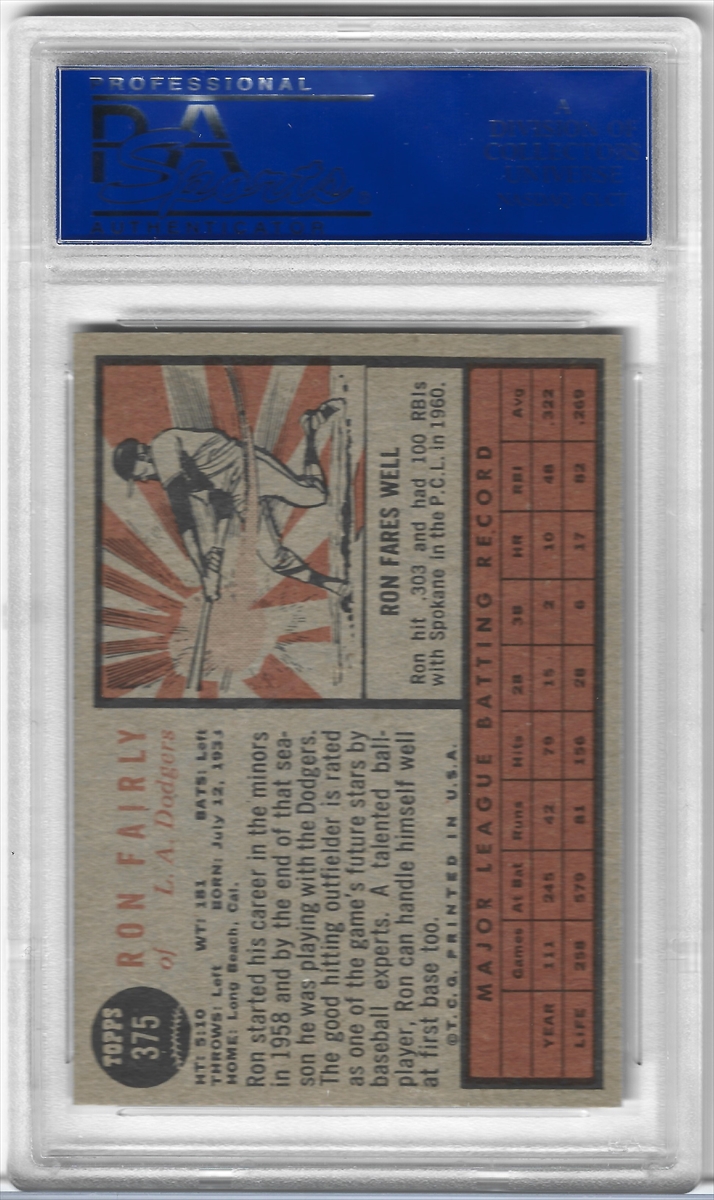 PROFESSIONAL
PSA
Sports
AUTHENTICATOR
A
DIVISION OF
COLLECTORS
UNIVERSE
TOPPS
375
RON FAIRLY
of L. A. Dodgers
HT: 5:10 WT: 181 BATS: Left
THROWS: Left BORN: July 12, 1934
HOME: Long Beach, Cal.
Ron started his career in the minors
in 1958 and by the end of that sea-
son he was playing with the Dodgers.
The good hitting outfielder is rated
as one of the game's future stars by
baseball experts. A talented ball-
player, Ron can handle himself well
at first base too.
©T. C. G. PRINTED IN U.S.A.
RON FARES WELL
Ron hit .303 and had 100 RBIs
with Spokane in the P.C.L. in 1960.
MAJOR LEAGUE BATTING RECORD
Games At Bat Runs Hits 2B 3B HR RBI Avg
YEAR 111 245 42 79 15 2 10 48 .322
LIFE 258 579 81 156 28 6 17 82 .269